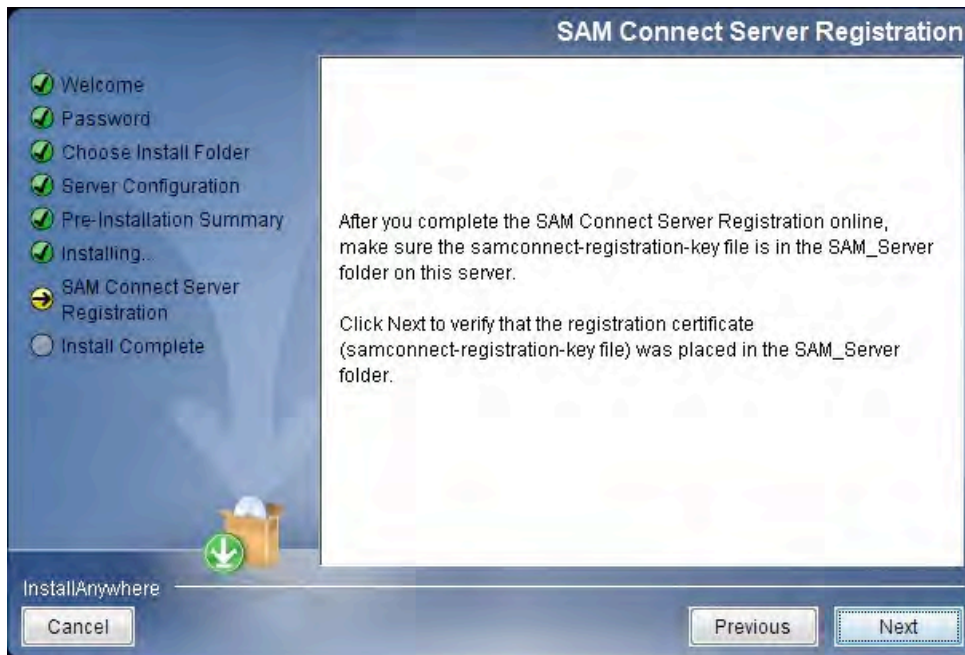 SAM Connect Server Registration
Welcome
Password
Choose Install Folder
Server Configuration
Pre-Installation Summary
Installing...
SAM Connect Server
Registration
Install Complete
After you complete the SAM Connect Server Registration online,
make sure the samconnect-registration-key file is in the SAM_Server
folder on this server.
Click Next to verify that the registration certificate
(samconnect-registration-key file) was placed in the SAM_Server
folder.
InstallAnywhere
Cancel
Previous
Next